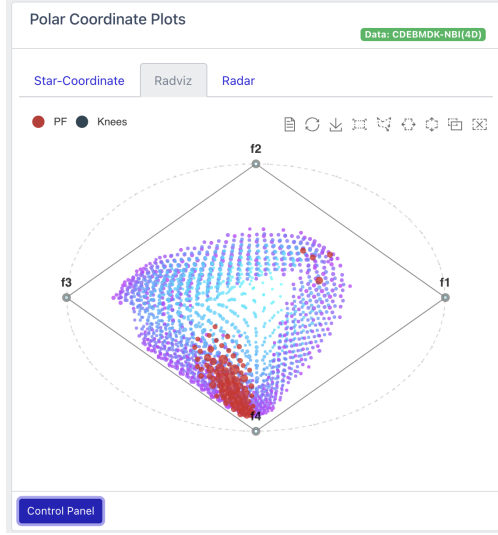 Polar Coordinate Plots
Data: CDEBMDK-NBI(4D)
Star-Coordinate Radviz Radar
PF Knees
f2
f3 f1
f4
Control Panel